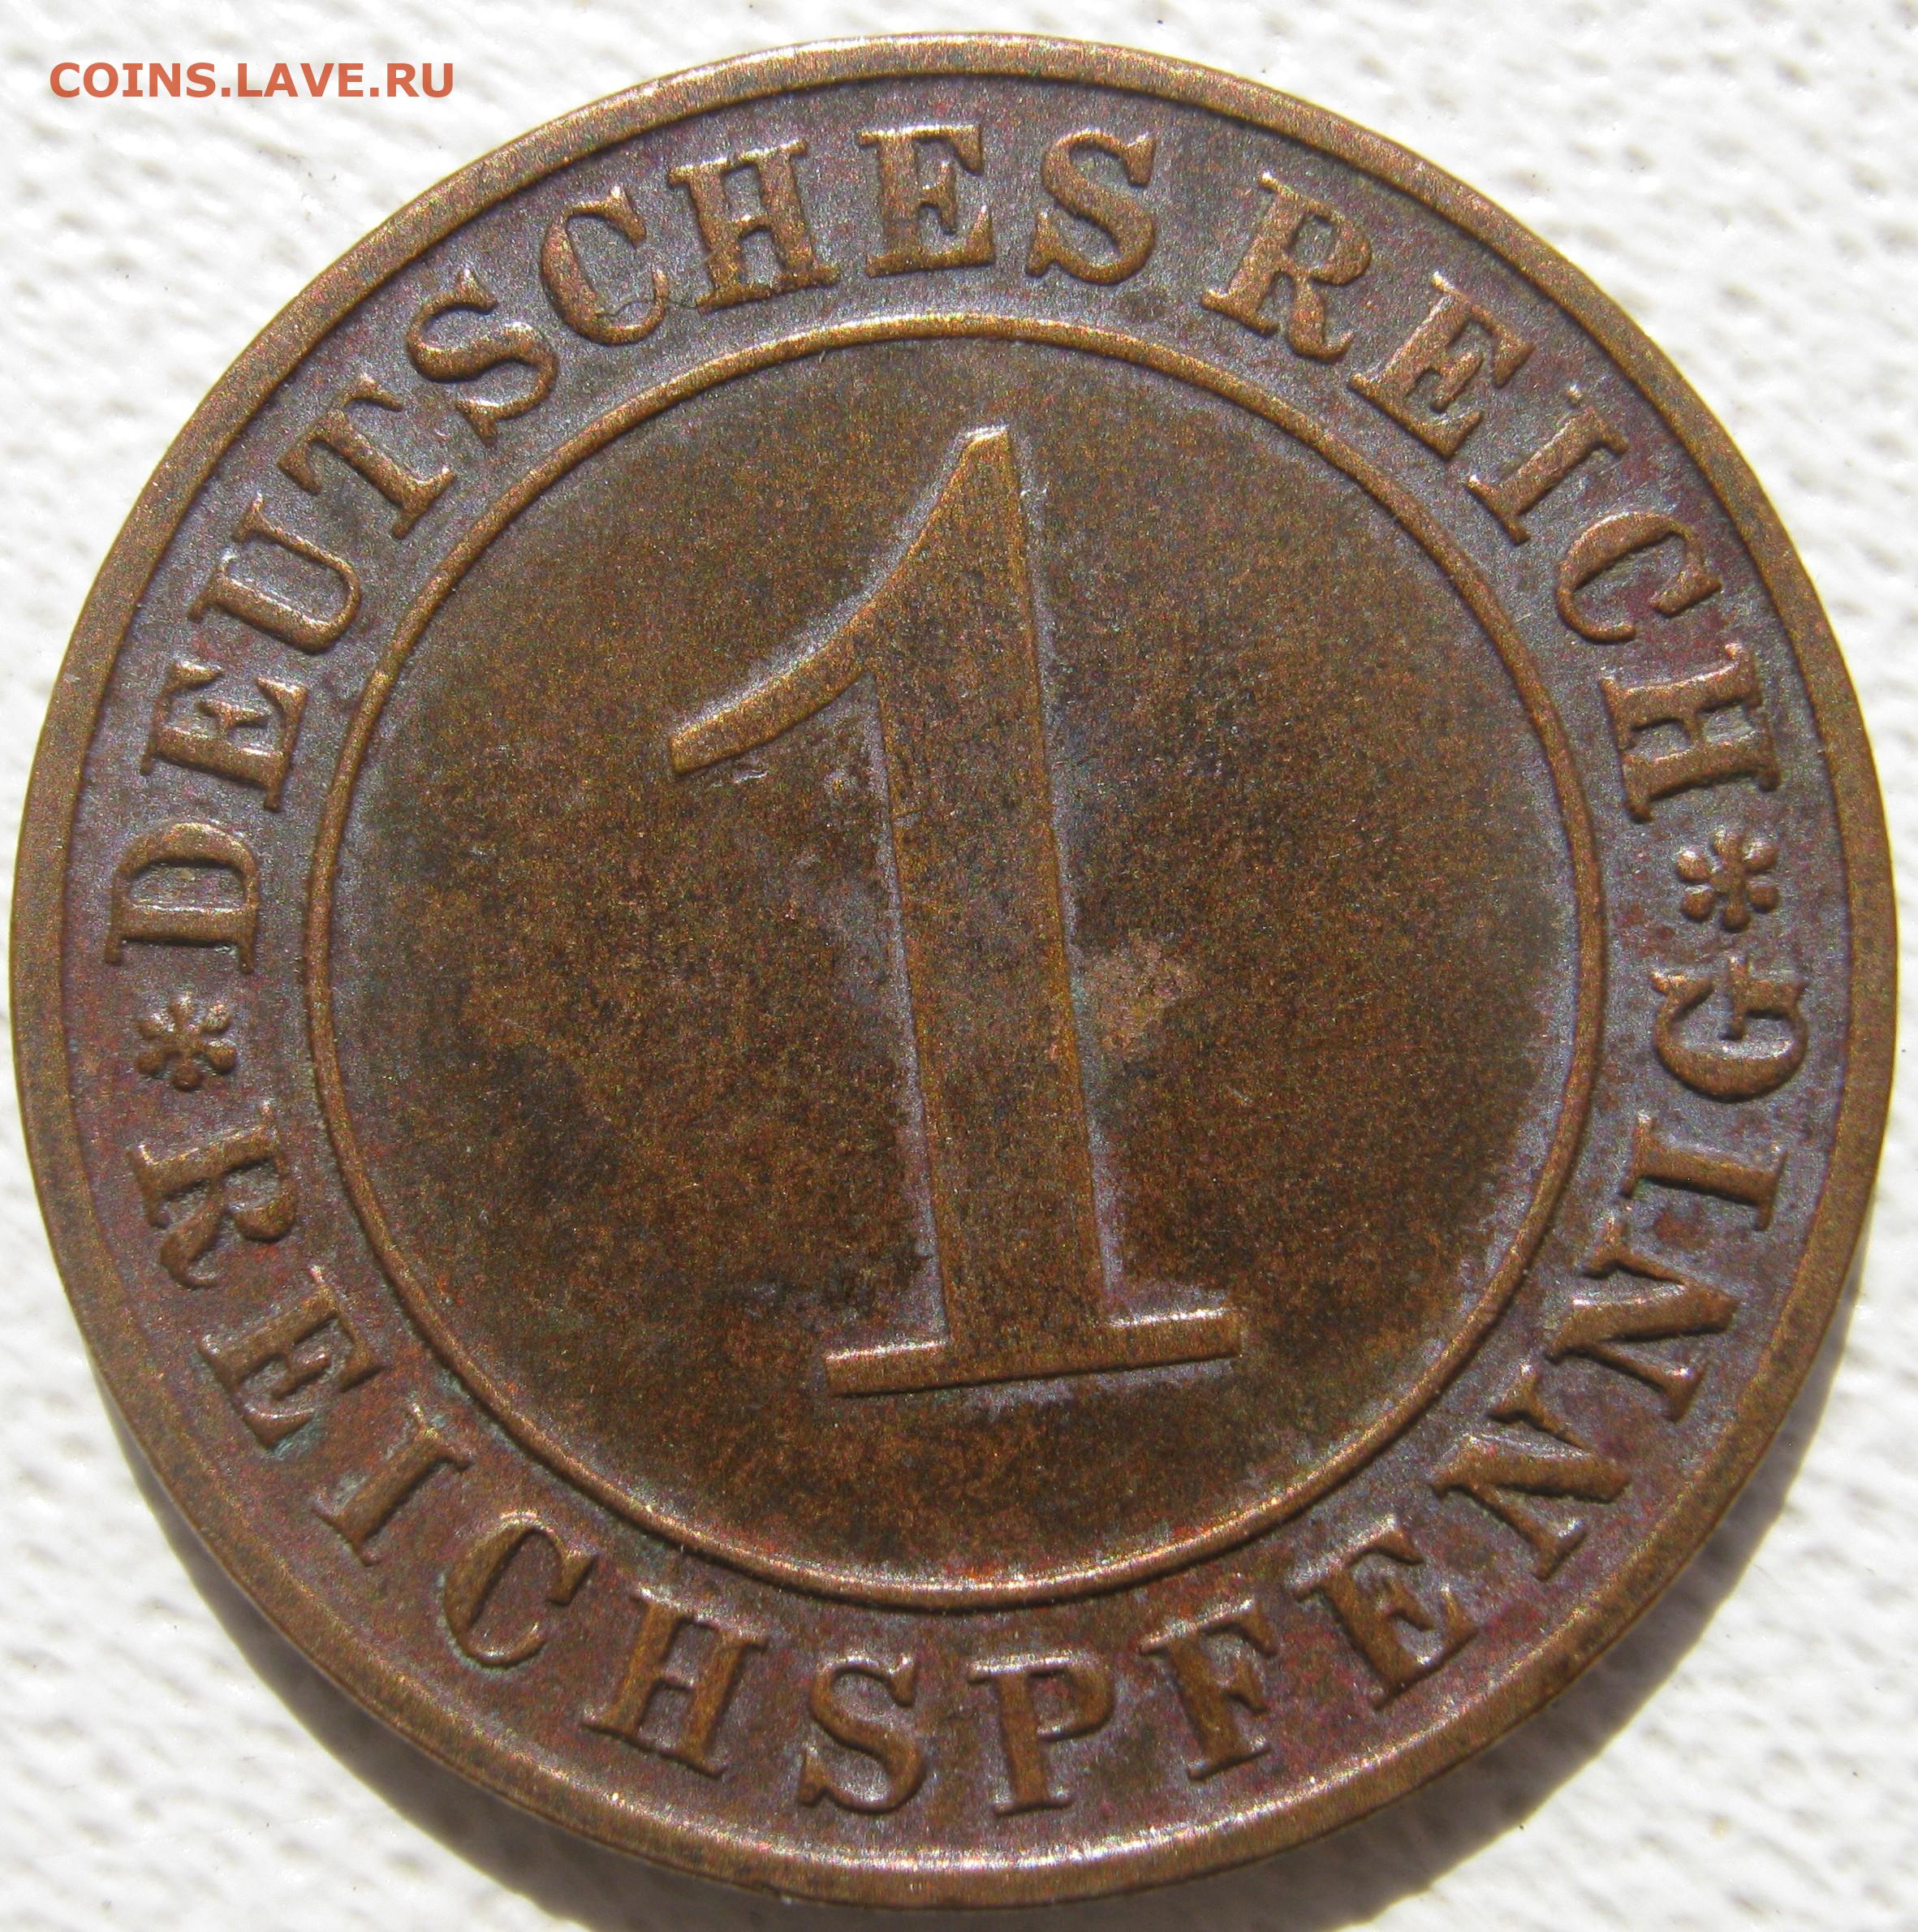 COINS.LAVE.RU
* DEUTSCHES REICH *
1
REICHSPFENNIG